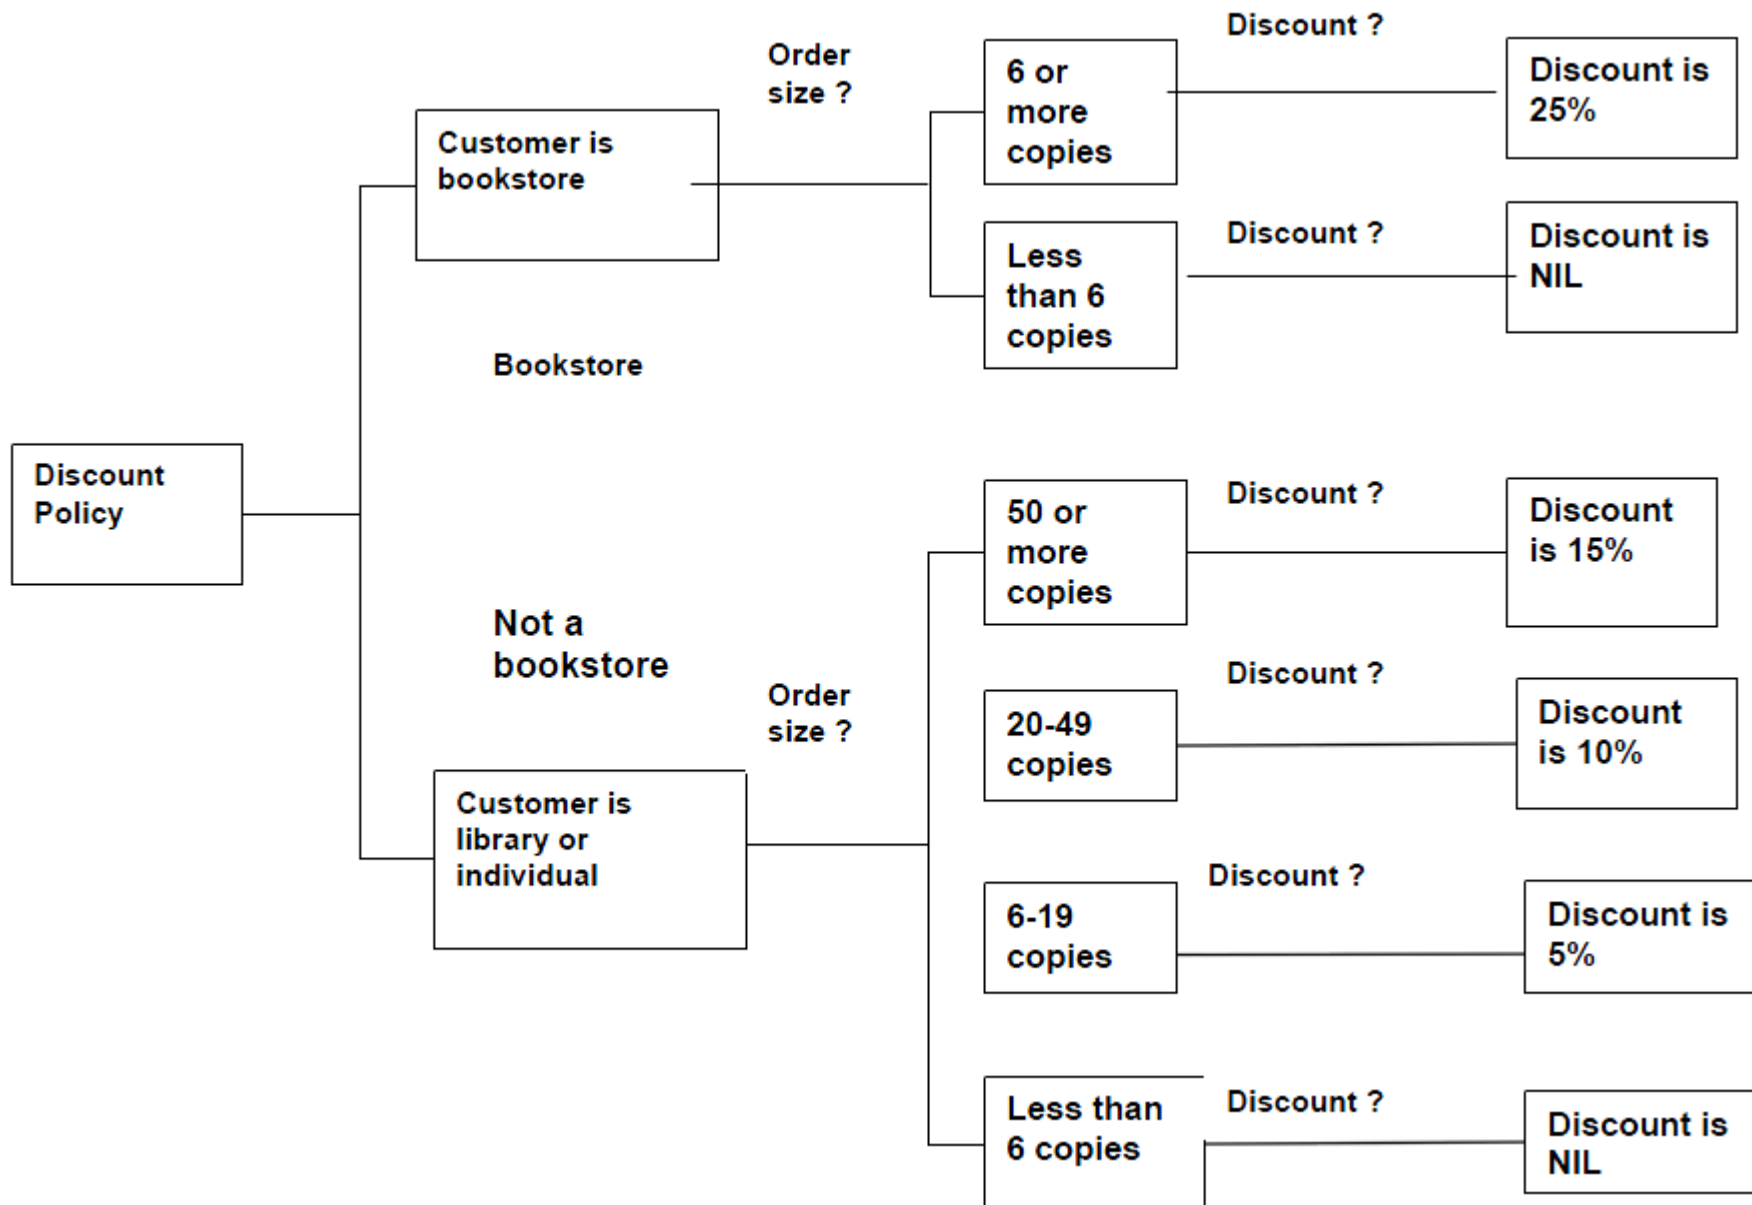 Discount ?
Order
size ?
6 or
more
copies
Discount is
25%
Customer is
bookstore
Less
than 6
copies
Discount ?
Discount is
NIL
Bookstore
Discount
Policy
50 or
more
copies
Discount ?
Discount
is 15%
Not a
bookstore
Order
size ?
20-49
copies
Discount ?
Discount
is 10%
Customer is
library or
individual
6-19
copies
Discount ?
Discount is
5%
Less than
6 copies
Discount ?
Discount is
NIL